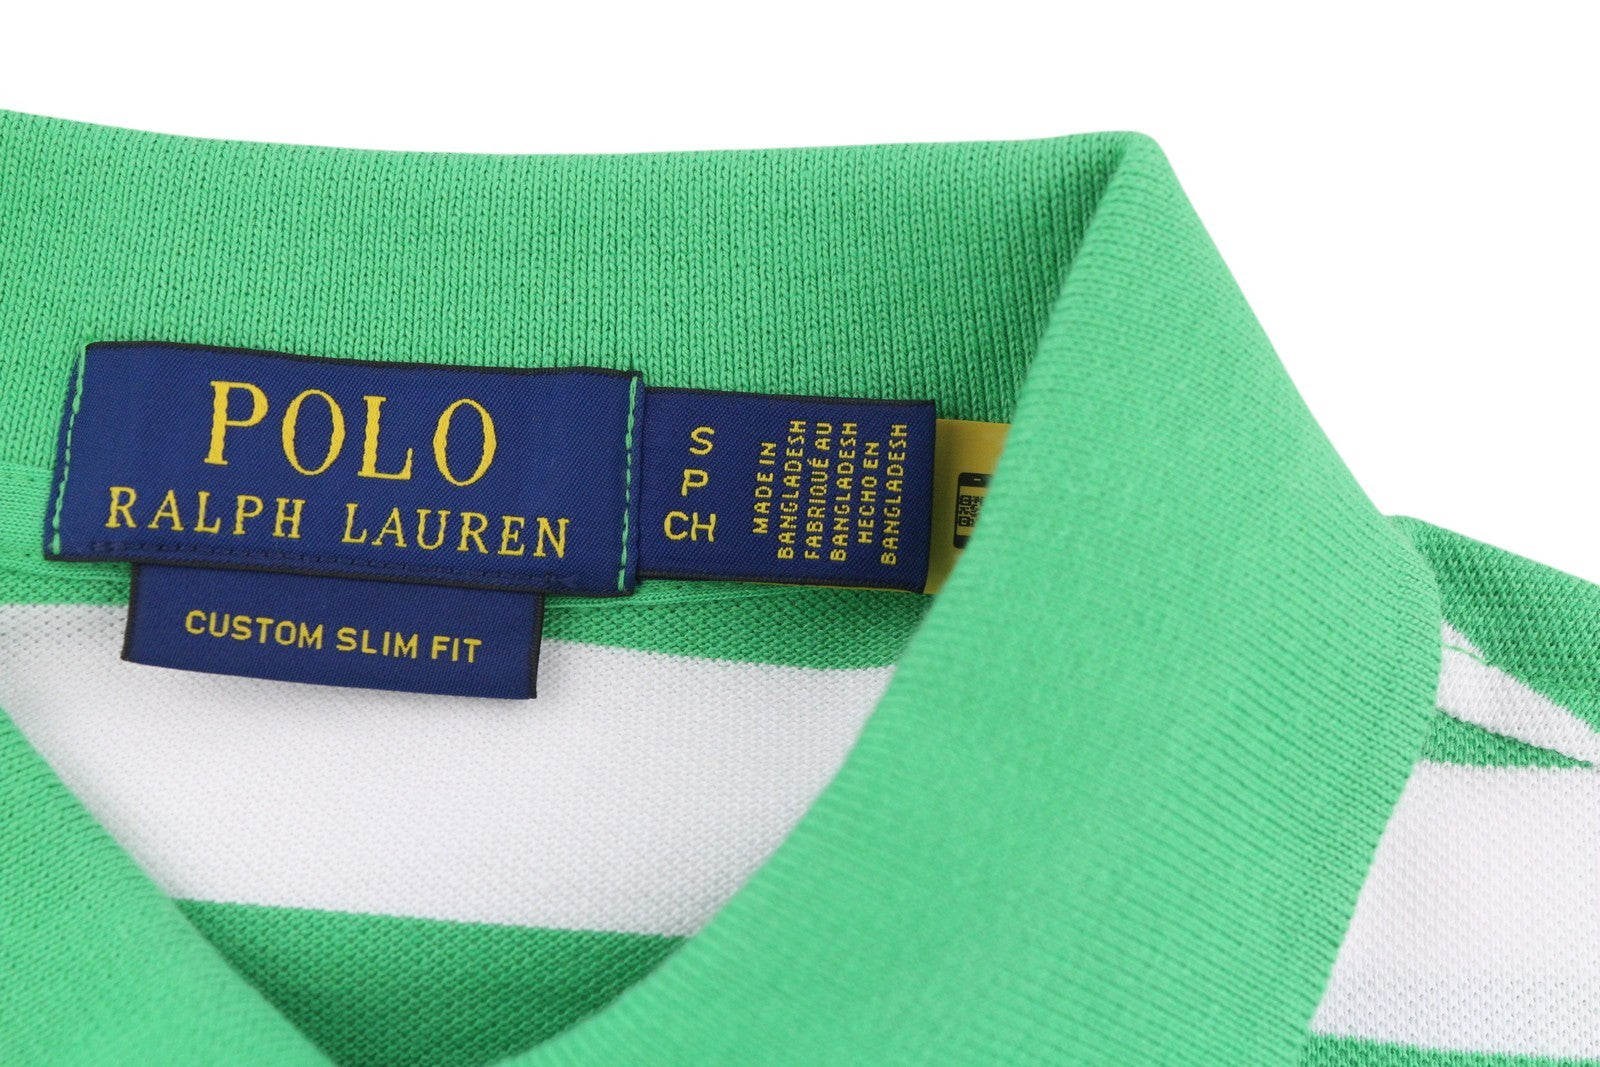 POLO
RALPH LAUREN
CUSTOM SLIM FIT
S
P
CH
MADE IN
BANGLADESH
FABRIQUÉ AU
BANGLADESH
HECHO EN
BANGLADESH